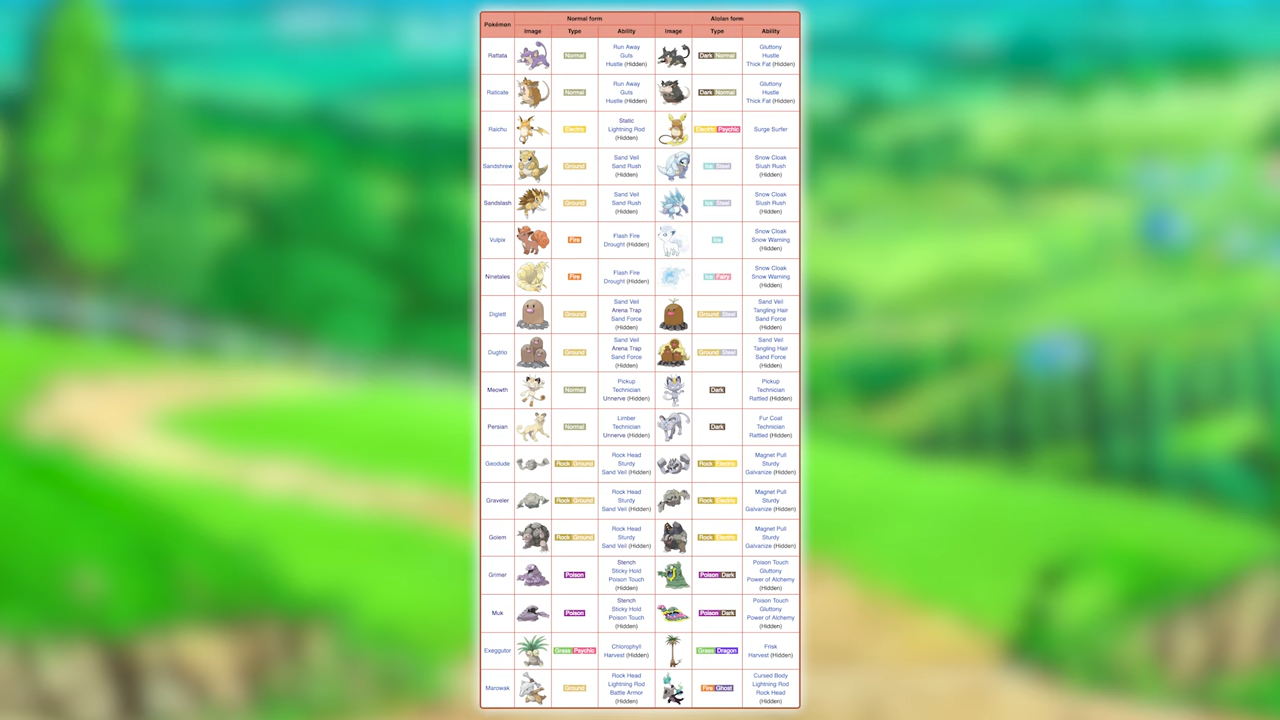 Pokémon Normal form Alolan form
Image Type Ability Image Type Ability
Rattata Normal Run Away Dark Normal Gluttony
Guts Hustle
Hustle (Hidden) Thick Fat (Hidden)
Raticate Normal Run Away Dark Normal Gluttony
Guts Hustle
Hustle (Hidden) Thick Fat (Hidden)
Raichu Electric Static Electric Psychic Surge Surfer
Lightning Rod
(Hidden)
Sandshrew Ground Sand Veil Ice Steel Snow Cloak
Sand Rush Slush Rush
(Hidden) (Hidden)
Sandslash Ground Sand Veil Ice Steel Snow Cloak
Sand Rush Slush Rush
(Hidden) (Hidden)
Vulpix Fire Flash Fire Ice Snow Cloak
Drought (Hidden) Snow Warning
(Hidden)
Ninetales Fire Flash Fire Ice Fairy Snow Cloak
Drought (Hidden) Snow Warning
(Hidden)
Diglett Ground Sand Veil Ground Steel Sand Veil
Arena Trap Tangling Hair
Sand Force Sand Force
(Hidden) (Hidden)
Dugtrio Ground Sand Veil Ground Steel Sand Veil
Arena Trap Tangling Hair
Sand Force Sand Force
(Hidden) (Hidden)
Meowth Normal Pickup Dark Pickup
Technician Technician
Unnerve (Hidden) Rattled (Hidden)
Persian Normal Limber Dark Fur Coat
Technician Technician
Unnerve (Hidden) Rattled (Hidden)
Geodude Rock Ground Rock Head Rock Electric Magnet Pull
Sturdy Sturdy
Sand Veil (Hidden) Galvanize (Hidden)
Graveler Rock Ground Rock Head Rock Electric Magnet Pull
Sturdy Sturdy
Sand Veil (Hidden) Galvanize (Hidden)
Golem Rock Ground Rock Head Rock Electric Magnet Pull
Sturdy Sturdy
Sand Veil (Hidden) Galvanize (Hidden)
Grimer Poison Stench Poison Dark Poison Touch
Sticky Hold Gluttony
Poison Touch Power of Alchemy
(Hidden) (Hidden)
Muk Poison Stench Poison Dark Poison Touch
Sticky Hold Gluttony
Poison Touch Power of Alchemy
(Hidden) (Hidden)
Exeggutor Grass Psychic Chlorophyll Grass Dragon Frisk
Harvest (Hidden) Harvest (Hidden)
Marowak Ground Rock Head Fire Ghost Cursed Body
Lightning Rod Lightning Rod
Battle Armor Rock Head
(Hidden) (Hidden)